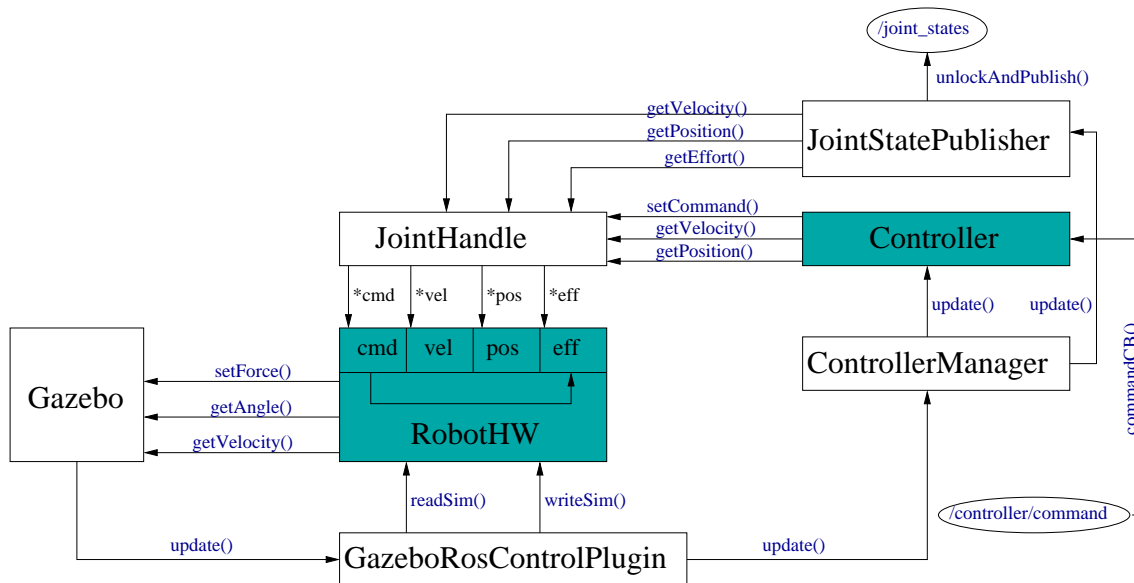 /joint_states
unlockAndPublish()
getVelocity()
getPosition()
JointStatePublisher
getEffort()
setCommand()
JointHandle
getVelocity()
Controller
getPosition()
*cmd
*vel
*pos
*eff
update()
update()
cmd
vel
pos
eff
commandCB()
ControllerManager
setForce()
Gazebo
getAngle()
RobotHW
getVelocity()
readSim()
writeSim()
/controller/command
update()
GazeboRosControlPlugin
update()